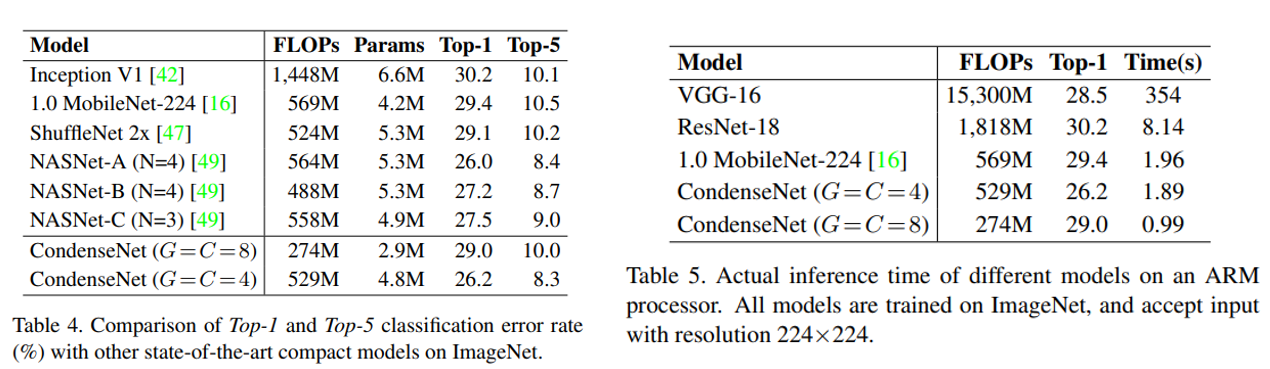 Model FLOPs Params Top-1 Top-5
Inception V1 [42] 1,448M 6.6M 30.2 10.1
1.0 MobileNet-224 [16] 569M 4.2M 29.4 10.5
ShuffleNet 2x [47] 524M 5.3M 29.1 10.2
NASNet-A (N=4) [49] 564M 5.3M 26.0 8.4
NASNet-B (N=4) [49] 488M 5.3M 27.2 8.7
NASNet-C (N=3) [49] 558M 4.9M 27.5 9.0
CondenseNet (G=C=8) 274M 2.9M 29.0 10.0
CondenseNet (G=C=4) 529M 4.8M 26.2 8.3
Table 4. Comparison of Top-1 and Top-5 classification error rate
(%) with other state-of-the-art compact models on ImageNet.
Model FLOPs Top-1 Time(s)
VGG-16 15,300M 28.5 354
ResNet-18 1,818M 30.2 8.14
1.0 MobileNet-224 [16] 569M 29.4 1.96
CondenseNet (G=C=4) 529M 26.2 1.89
CondenseNet (G=C=8) 274M 29.0 0.99
Table 5. Actual inference time of different models on an ARM
processor. All models are trained on ImageNet, and accept input
with resolution 224×224.